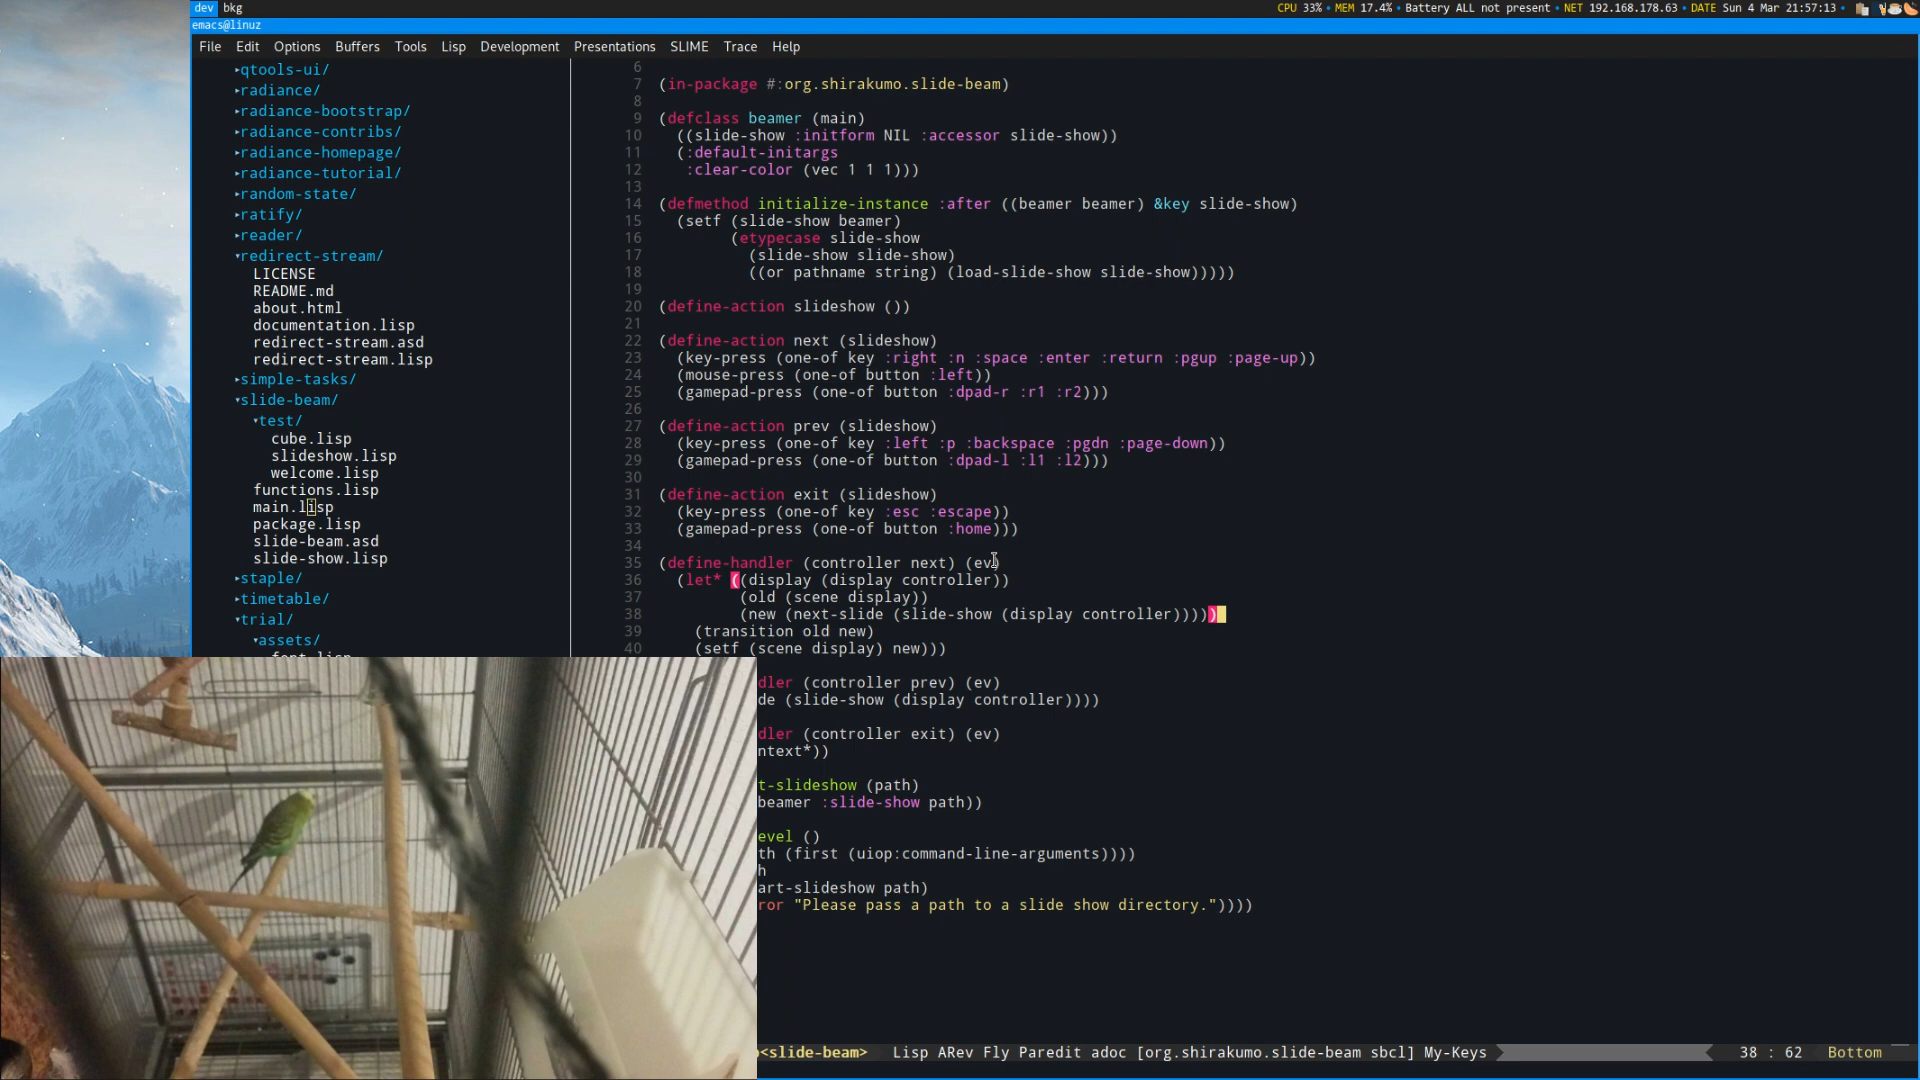 dev bkg
CPU 33% • MEM 17.4% • Battery ALL not present • NET 192.168.178.63 • DATE Sun 4 Mar 21:57:13 •
emacs@linuz
File Edit Options Buffers Tools Lisp Development Presentations SLIME Trace Help
▸qtools-ui/
▸radiance/
▸radiance-bootstrap/
▸radiance-contribs/
▸radiance-homepage/
▸radiance-tutorial/
▸random-state/
▸ratify/
▸reader/
▾redirect-stream/
LICENSE
README.md
about.html
documentation.lisp
redirect-stream.asd
redirect-stream.lisp
▸simple-tasks/
▾slide-beam/
▾test/
cube.lisp
slideshow.lisp
welcome.lisp
functions.lisp
main.lisp
package.lisp
slide-beam.asd
slide-show.lisp
▸staple/
▸timetable/
▾trial/
▾assets/
6
7 (in-package #:org.shirakumo.slide-beam)
8
9 (defclass beamer (main)
10 ((slide-show :initform NIL :accessor slide-show))
11 (:default-initargs
12 :clear-color (vec 1 1 1)))
13
14 (defmethod initialize-instance :after ((beamer beamer) &key slide-show)
15 (setf (slide-show beamer)
16 (etypecase slide-show
17 (slide-show slide-show)
18 ((or pathname string) (load-slide-show slide-show)))))
19
20 (define-action slideshow ())
21
22 (define-action next (slideshow)
23 (key-press (one-of key :right :n :space :enter :return :pgup :page-up))
24 (mouse-press (one-of button :left))
25 (gamepad-press (one-of button :dpad-r :r1 :r2)))
26
27 (define-action prev (slideshow)
28 (key-press (one-of key :left :p :backspace :pgdn :page-down))
29 (gamepad-press (one-of button :dpad-l :l1 :l2)))
30
31 (define-action exit (slideshow)
32 (key-press (one-of key :esc :escape))
33 (gamepad-press (one-of button :home)))
34
35 (define-handler (controller next) (ev)
36 (let* ((display (display controller))
37 (old (scene display))
38 (new (next-slide (slide-show (display controller)))))
39 (transition old new)
40 (setf (scene display) new)))
dler (controller prev) (ev)
de (slide-show (display controller))))
dler (controller exit) (ev)
ntext*))
t-slideshow (path)
beamer :slide-show path))
evel ()
th (first (uiop:command-line-arguments))))
h
art-slideshow path)
ror "Please pass a path to a slide show directory."))))
<slide-beam> Lisp ARev Fly Paredit adoc [org.shirakumo.slide-beam sbcl] My-Keys 38 : 62 Bottom